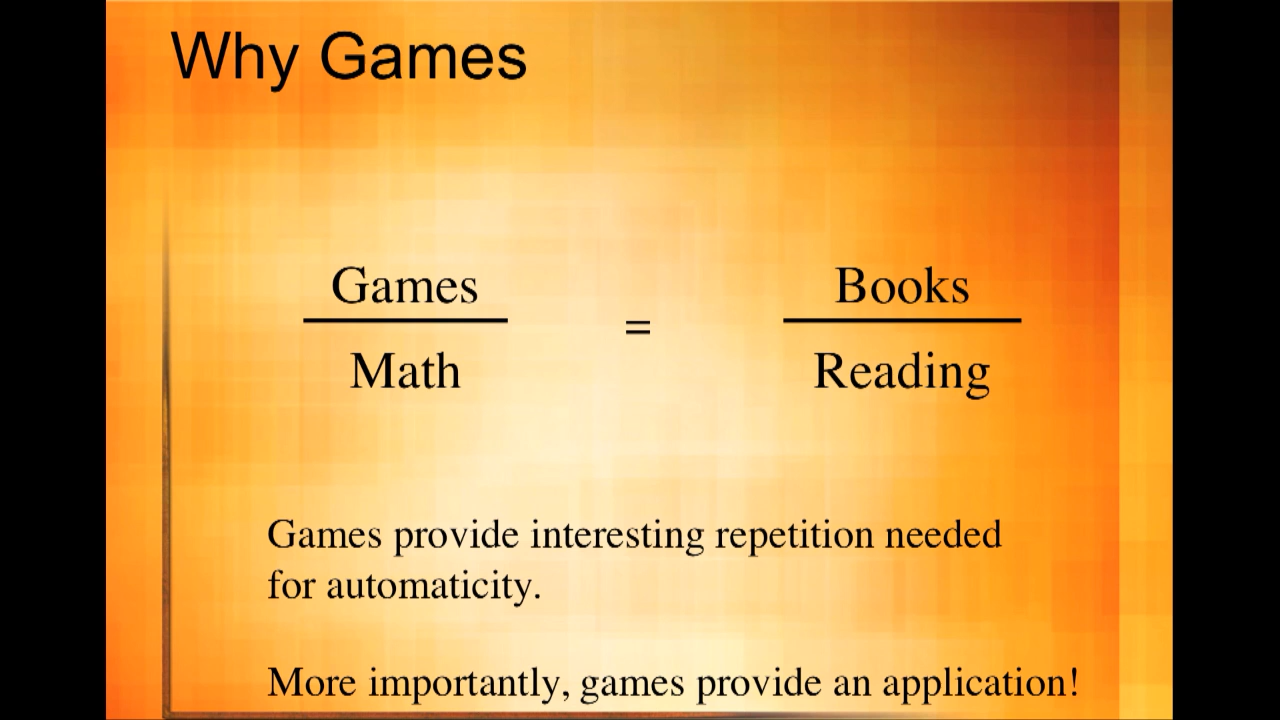 Why Games
Games
Math
=
Books
Reading
Games provide interesting repetition needed
for automaticity.
More importantly, games provide an application!